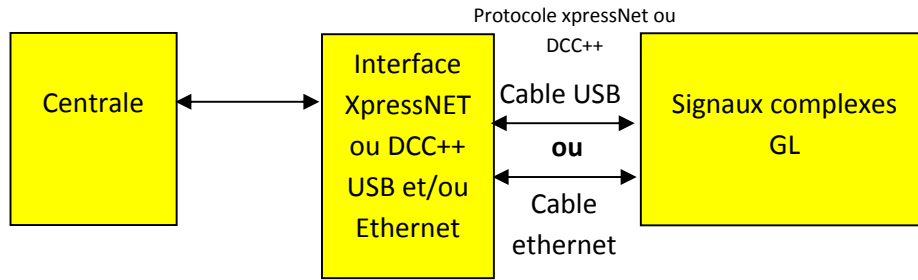 Centrale
Interface
XpressNET
ou DCC++
USB et/ou
Ethernet
Protocole xpressNet ou
DCC++
Cable USB
ou
Cable
ethernet
Signaux complexes
GL